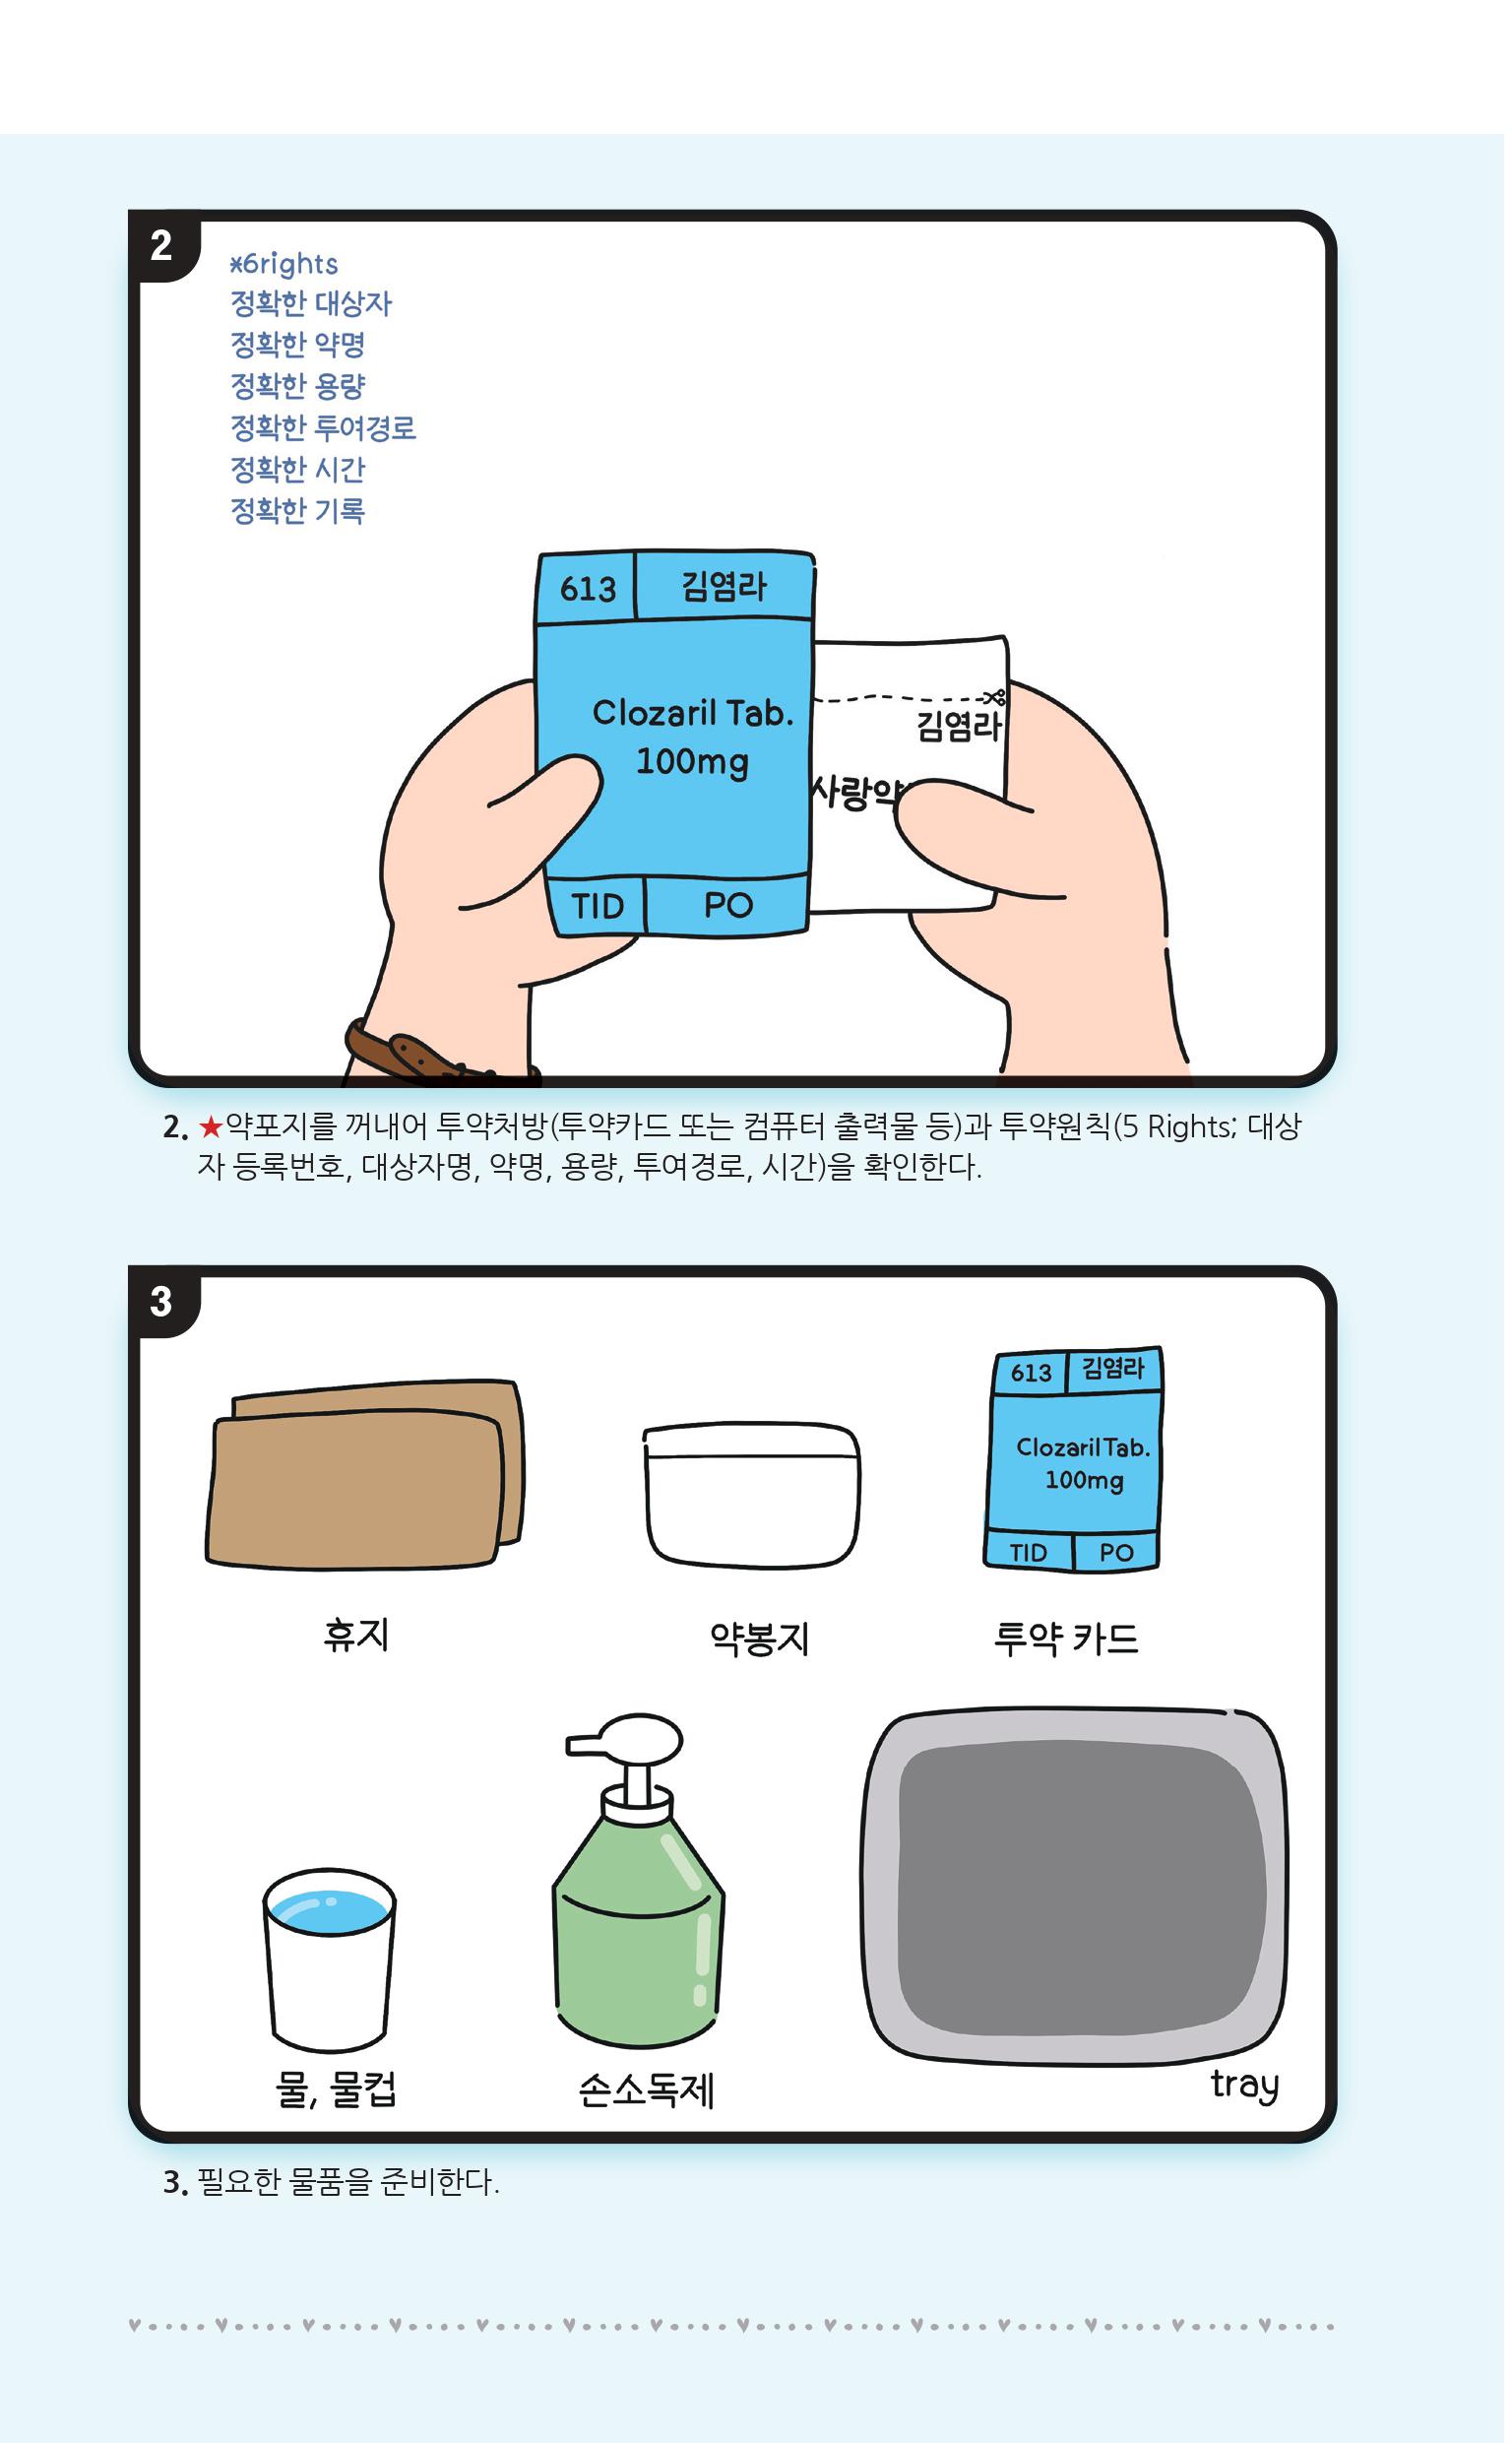 2
*6rights
정확한 대상자
정확한 약명
정확한 용량
정확한 투여경로
정확한 시간
정확한 기록
613 김염라
Clozaril Tab.
100mg
TID PO
김염라
사랑약
2. ★약포지를 꺼내어 투약처방(투약카드 또는 컴퓨터 출력물 등)과 투약원칙(5 Rights; 대상
자 등록번호, 대상자명, 약명, 용량, 투여경로, 시간)을 확인한다.
3
613 김염라
Clozaril Tab.
100mg
TID PO
휴지 약봉지 투약 카드
물, 물컵 손소독제 tray
3. 필요한 물품을 준비한다.